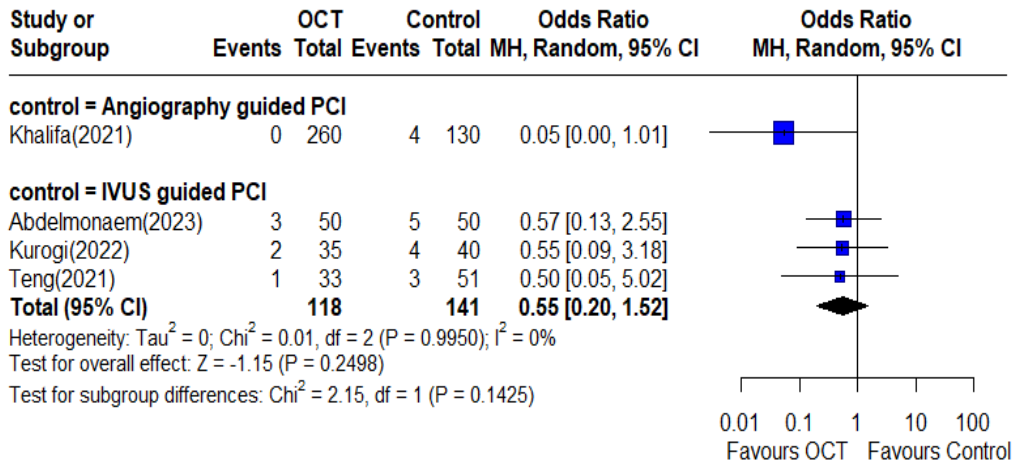 Study or OCT Control Odds Ratio Odds Ratio
Subgroup Events Total Events Total MH, Random, 95% CI MH, Random, 95% CI
control = Angiography guided PCI
Khalifa(2021) 0 260 4 130 0.05 [0.00, 1.01]
control = IVUS guided PCI
Abdelmonaem(2023) 3 50 5 50 0.57 [0.13, 2.55]
Kurogi(2022) 2 35 4 40 0.55 [0.09, 3.18]
Teng(2021) 1 33 3 51 0.50 [0.05, 5.02]
Total (95% CI) 118 141 0.55 [0.20, 1.52]
Heterogeneity: Tau² = 0; Chi² = 0.01, df = 2 (P = 0.9950); I² = 0%
Test for overall effect: Z = -1.15 (P = 0.2498)
Test for subgroup differences: Chi² = 2.15, df = 1 (P = 0.1425)
0.01 0.1 1 10 100
Favours OCT Favours Control